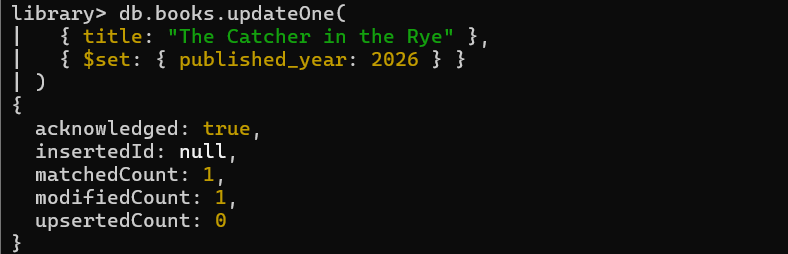 library> db.books.updateOne(
|   { title: "The Catcher in the Rye" },
|   { $set: { published_year: 2026 } }
| )
{
  acknowledged: true,
  insertedId: null,
  matchedCount: 1,
  modifiedCount: 1,
  upsertedCount: 0
}